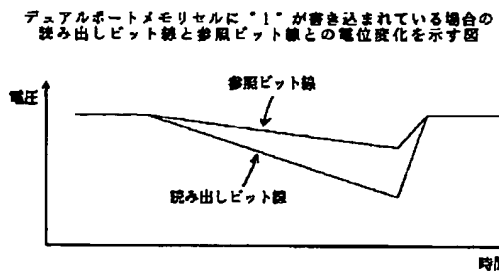 デュアルポートメモリセルに"1"が書き込まれている場合の
読み出しビット線と参照ビット線との電位変化を示す図
電圧
参照ビット線
読み出しビット線
時間